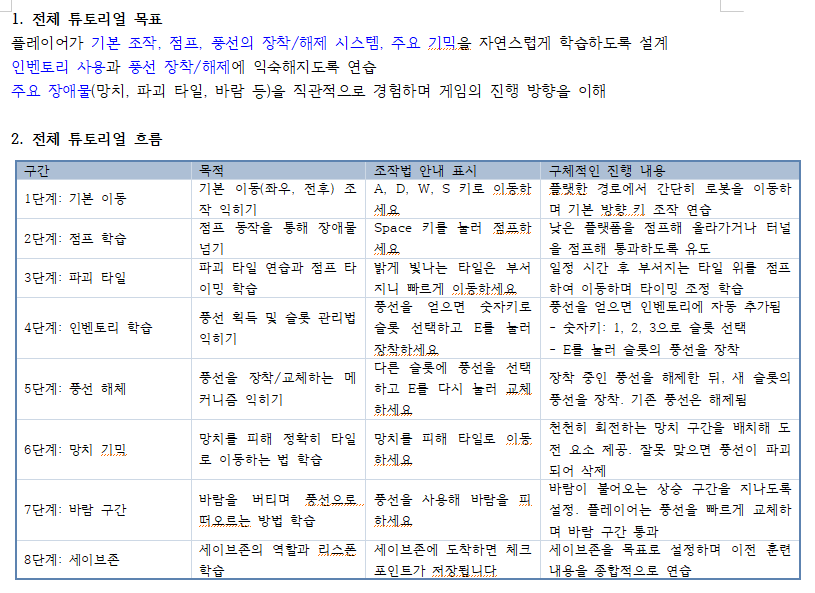 1. 전체 튜토리얼 목표
플레이어가 기본 조작, 점프, 풍선의 장착/해제 시스템, 주요 기믹을 자연스럽게 학습하도록 설계
인벤토리 사용과 풍선 장착/해제에 익숙해지도록 연습
주요 장애물(망치, 파괴 타일, 바람 등)을 직관적으로 경험하며 게임의 진행 방향을 이해
2. 전체 튜토리얼 흐름
구간 목적 조작법 안내 표시 구체적인 진행 내용
1단계: 기본 이동
기본 이동(좌우, 전후) 조
작 익히기
A, D, W, S 키로 이동하
세요
플랫한 경로에서 간단히 로봇을 이동하
며 기본 방향 키 조작 연습
2단계: 점프 학습
점프 동작을 통해 장애물
넘기
Space 키를 눌러 점프하
세요
낮은 플랫폼을 점프해 올라가거나 터널
을 점프해 통과하도록 유도
3단계: 파괴 타일
파괴 타일 연습과 점프 타
이밍 학습
밝게 빛나는 타일은 부서
지니 빠르게 이동하세요
일정 시간 후 부서지는 타일 위를 점프
하여 이동하며 타이밍 조정 학습
4단계: 인벤토리 학습
풍선 획득 및 슬롯 관리법
익히기
풍선을 얻으면 숫자키로
슬롯 선택하고 E를 눌러
장착하세요
풍선을 얻으면 인벤토리에 자동 추가됨
- 숫자키: 1, 2, 3으로 슬롯 선택
- E를 눌러 슬롯의 풍선을 장착
5단계: 풍선 해체
풍선을 장착/교체하는 메
커니즘 익히기
다른 슬롯에 풍선을 선택
하고 E를 다시 눌러 교체
하세요
장착 중인 풍선을 해제한 뒤, 새 슬롯의
풍선을 장착. 기존 풍선은 해제됨
6단계: 망치 기믹
망치를 피해 정확히 타일
로 이동하는 법 학습
망치를 피해 타일로 이동
하세요
천천히 회전하는 망치 구간을 배치해 도
전 요소 제공. 잘못 맞으면 풍선이 파괴
되어 삭제
7단계: 바람 구간
바람을 버티며 풍선으로
떠오르는 방법 학습
풍선을 사용해 바람을 피
하세요
바람이 불어오는 상승 구간을 지나도록
설정. 플레이어는 풍선을 빠르게 교체하
며 바람 구간 통과
8단계: 세이브존
세이브존의 역할과 리스폰
학습
세이브존에 도착하면 체크
포인트가 저장됩니다
세이브존을 목표로 설정하며 이전 훈련
내용을 종합적으로 연습